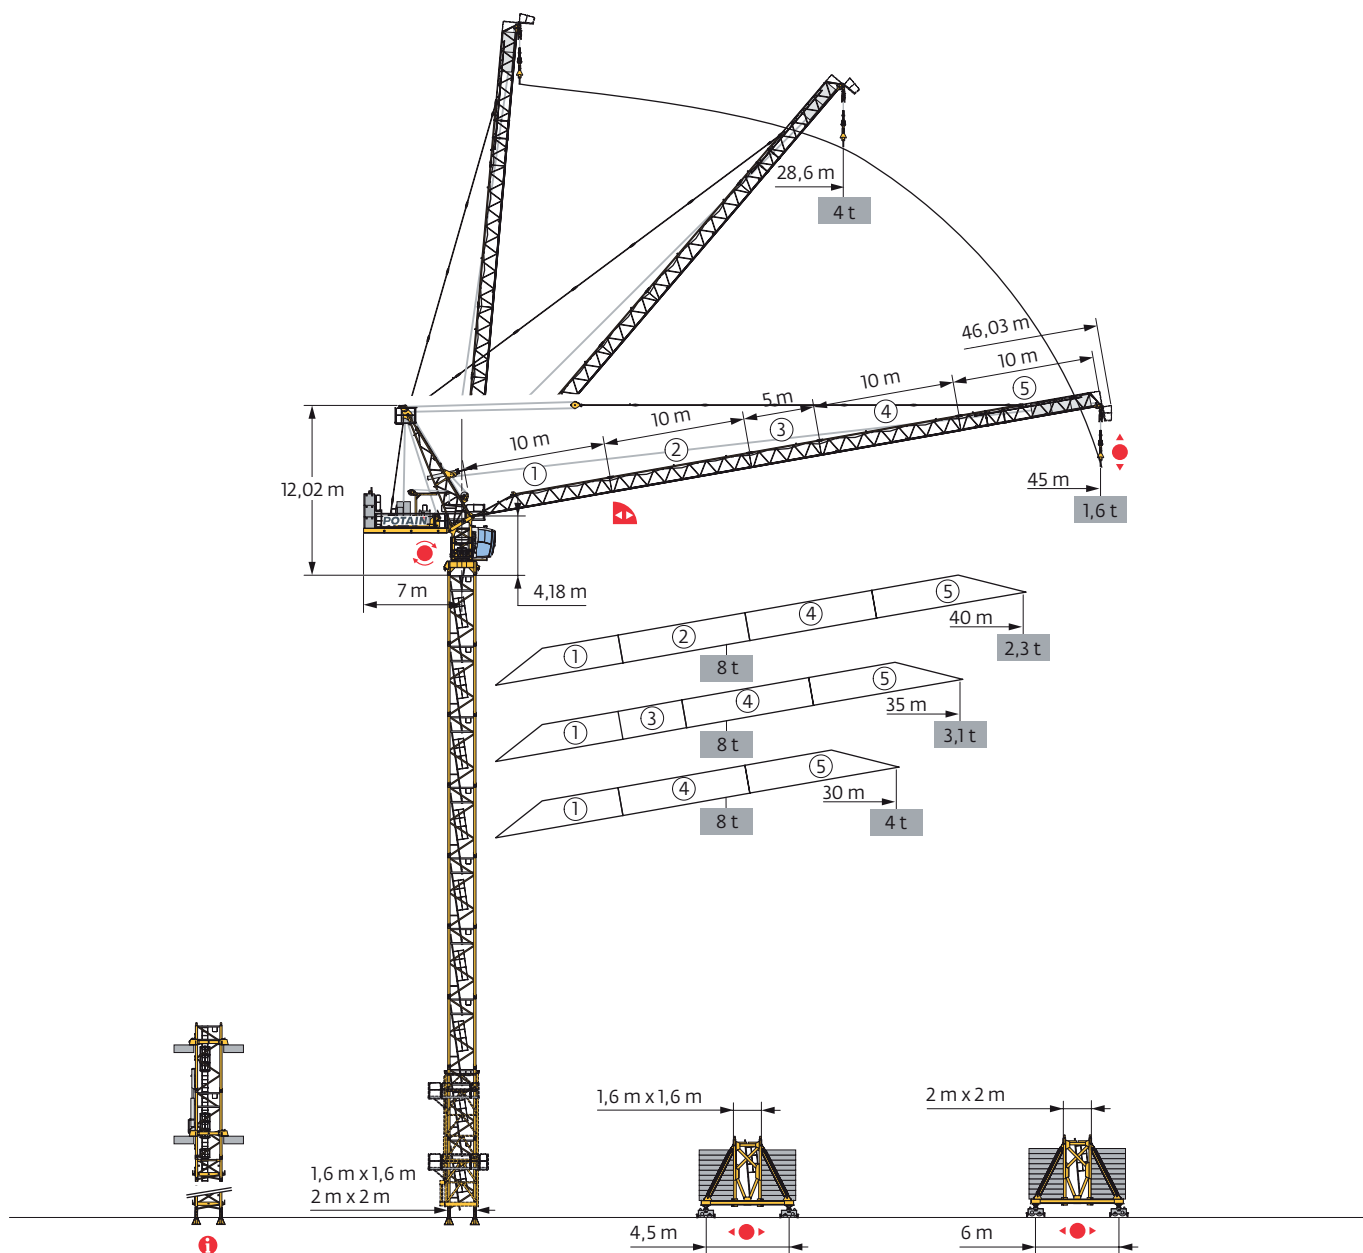 28,6 m
4 t
46,03 m
10 m
⑤
10 m
④
5 m
③
10 m
②
10 m
①
12,02 m
POTAIN
45 m
1,6 t
7 m
4,18 m
① ② ④ ⑤
40 m
8 t
2,3 t
① ③ ④ ⑤
35 m
8 t
3,1 t
① ④ ⑤
30 m
8 t
4 t
1,6 m x 1,6 m
2 m x 2 m
1,6 m x 1,6 m
2 m x 2 m
4,5 m
6 m
i